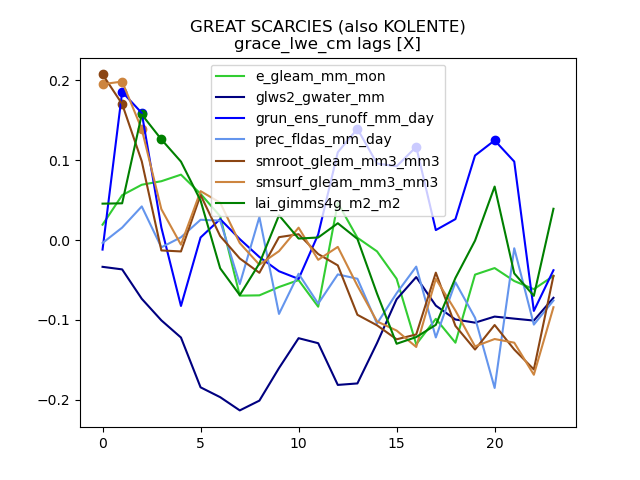 GREAT SCARCIES (also KOLENTE)
grace_lwe_cm lags [X]
e_gleam_mm_mon
glws2_gwater_mm
grun_ens_runoff_mm_day
prec_fldas_mm_day
smroot_gleam_mm3_mm3
smsurf_gleam_mm3_mm3
lai_gimms4g_m2_m2
0.2
0.1
0.0
−0.1
−0.2
0 5 10 15 20